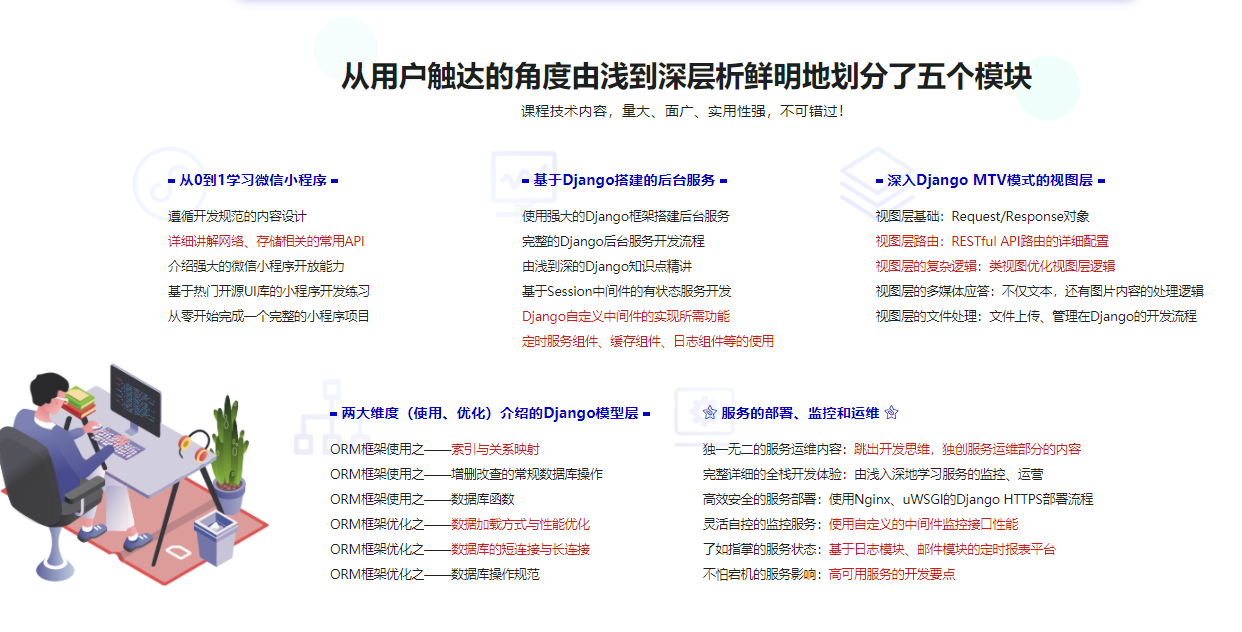 从用户触达的角度由浅到深层析鲜明地划分了五个模块
课程技术内容，量大、面广、实用性强，不可错过！
从0到1学习微信小程序
遵循开发规范的内容设计
详细讲解网络、存储相关的常用API
介绍强大的微信小程序开放能力
基于热门开源UI库的小程序开发练习
从零开始完成一个完整的小程序项目
基于Django搭建的后台服务
使用强大的Django框架搭建后台服务
完整的Django后台服务开发流程
由浅到深的Django知识点精讲
基于Session中间件的有状态服务开发
Django自定义中间件的实现所需功能
定时服务组件、缓存组件、日志组件等的使用
深入Django MTV模式的视图层
视图层基础：Request/Response对象
视图层路由：RESTful API路由的详细配置
视图层的复杂逻辑：类视图优化视图层逻辑
视图层的多媒体应答：不仅文本，还有图片内容的处理逻辑
视图层的文件处理：文件上传、管理在Django的开发流程
两大维度（使用、优化）介绍的Django模型层
ORM框架使用之——索引与关系映射
ORM框架使用之——增删改查的常规数据库操作
ORM框架使用之——数据库函数
ORM框架优化之——数据加载方式与性能优化
ORM框架优化之——数据库的短连接与长连接
ORM框架优化之——数据库操作规范
服务的部署、监控和运维
独一无二的服务运维内容：跳出开发思维，独创服务运维部分的内容
完整详细的全栈开发体验：由浅入深地学习服务的监控、运营
高效安全的服务部署：使用Nginx、uWSGI的Django HTTPS部署流程
灵活自控的监控服务：使用自定义的中间件监控接口性能
了如指掌的服务状态：基于日志模块、邮件模块的定时报表平台
不怕宕机的服务影响：高可用服务的开发要点